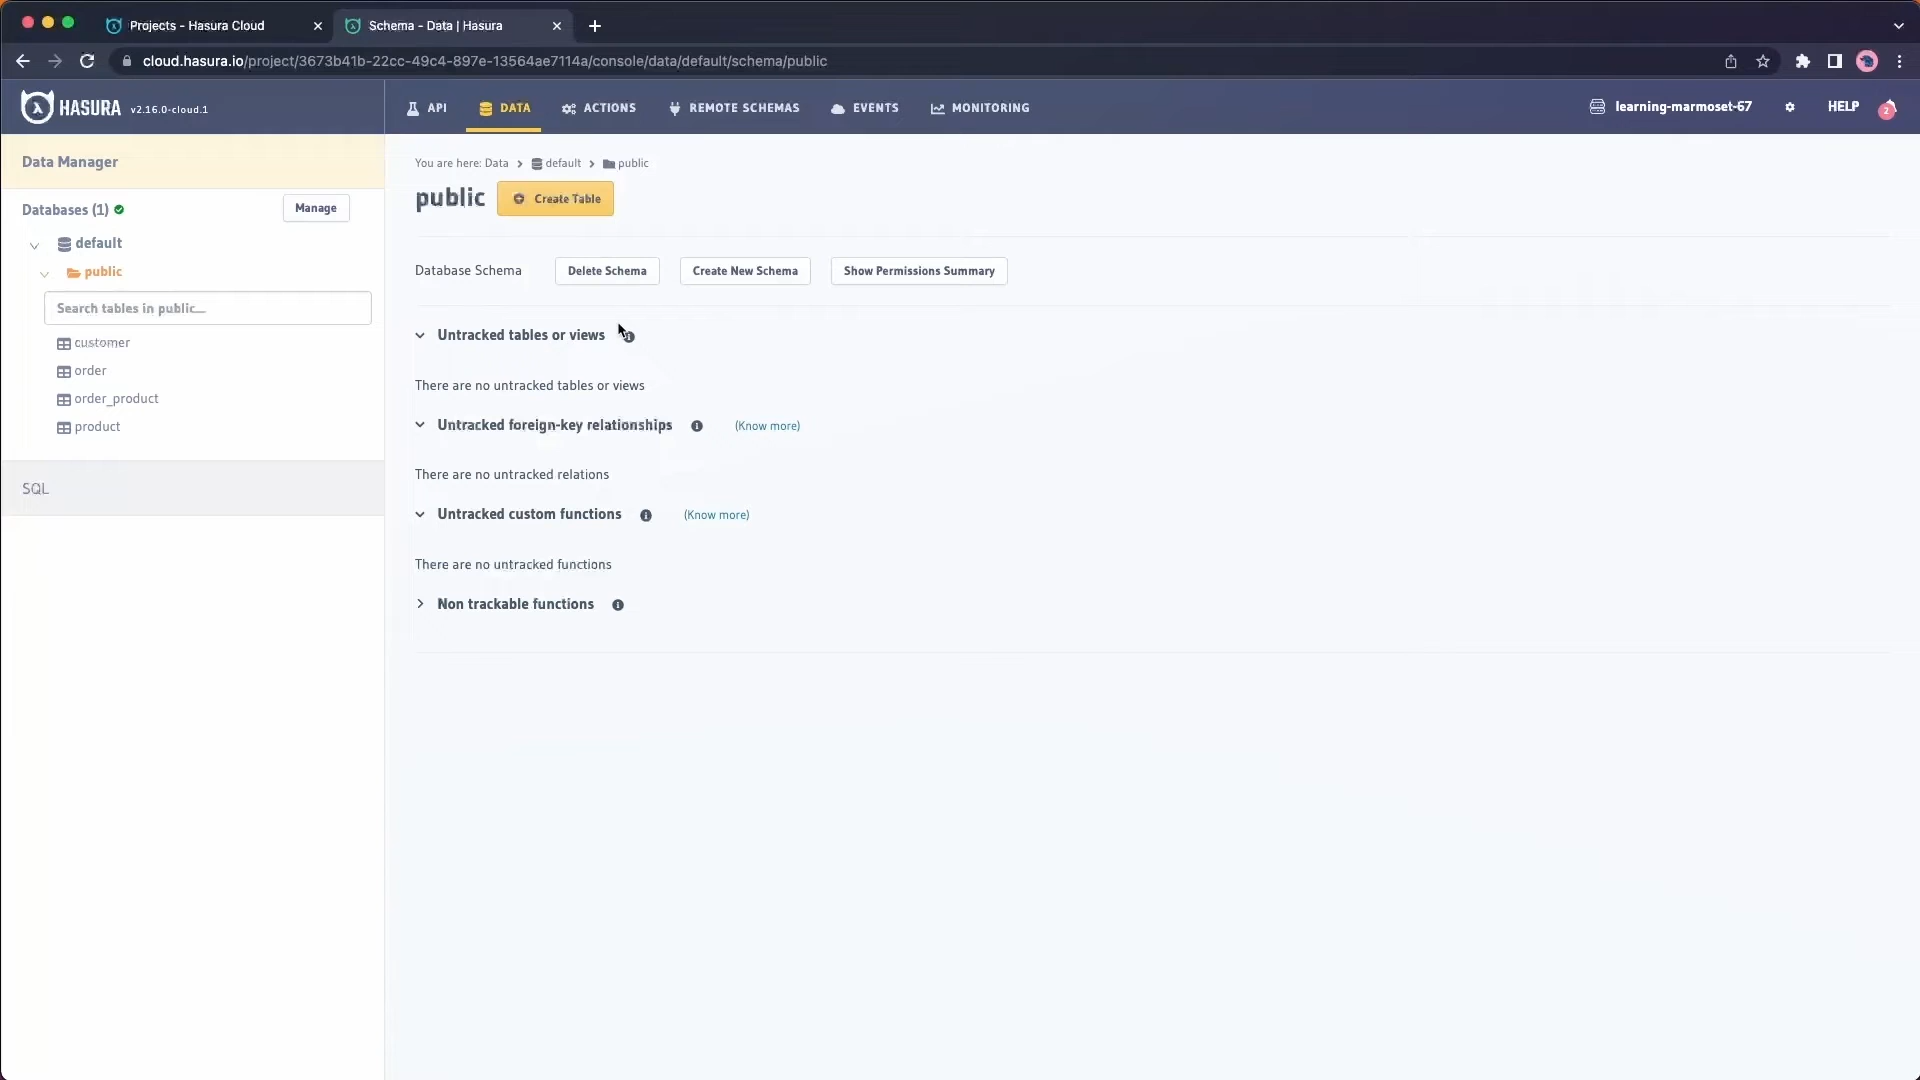 Projects - Hasura Cloud
Schema - Data | Hasura
cloud.hasura.io/project/3673b41b-22cc-49c4-897e-13564ae7114a/console/data/default/schema/public
HASURA v2.16.0-cloud.1
API
DATA
ACTIONS
REMOTE SCHEMAS
EVENTS
MONITORING
learning-marmoset-67
HELP
2
Data Manager
Databases (1)
Manage
default
public
Search tables in public...
customer
order
order_product
product
SQL
You are here: Data > default > public
public
Create Table
Database Schema
Delete Schema
Create New Schema
Show Permissions Summary
Untracked tables or views
There are no untracked tables or views
Untracked foreign-key relationships
(Know more)
There are no untracked relations
Untracked custom functions
(Know more)
There are no untracked functions
Non trackable functions